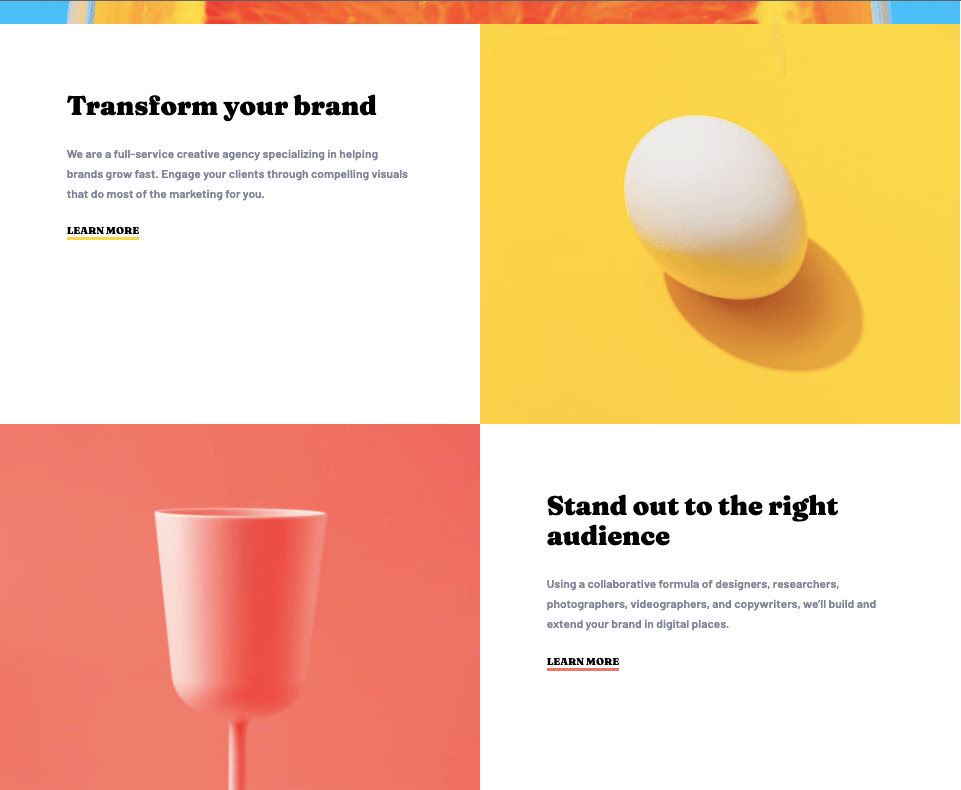 Transform your brand
We are a full-service creative agency specializing in helping
brands grow fast. Engage your clients through compelling visuals
that do most of the marketing for you.
LEARN MORE
Stand out to the right
audience
Using a collaborative formula of designers, researchers,
photographers, videographers, and copywriters, we'll build and
extend your brand in digital places.
LEARN MORE